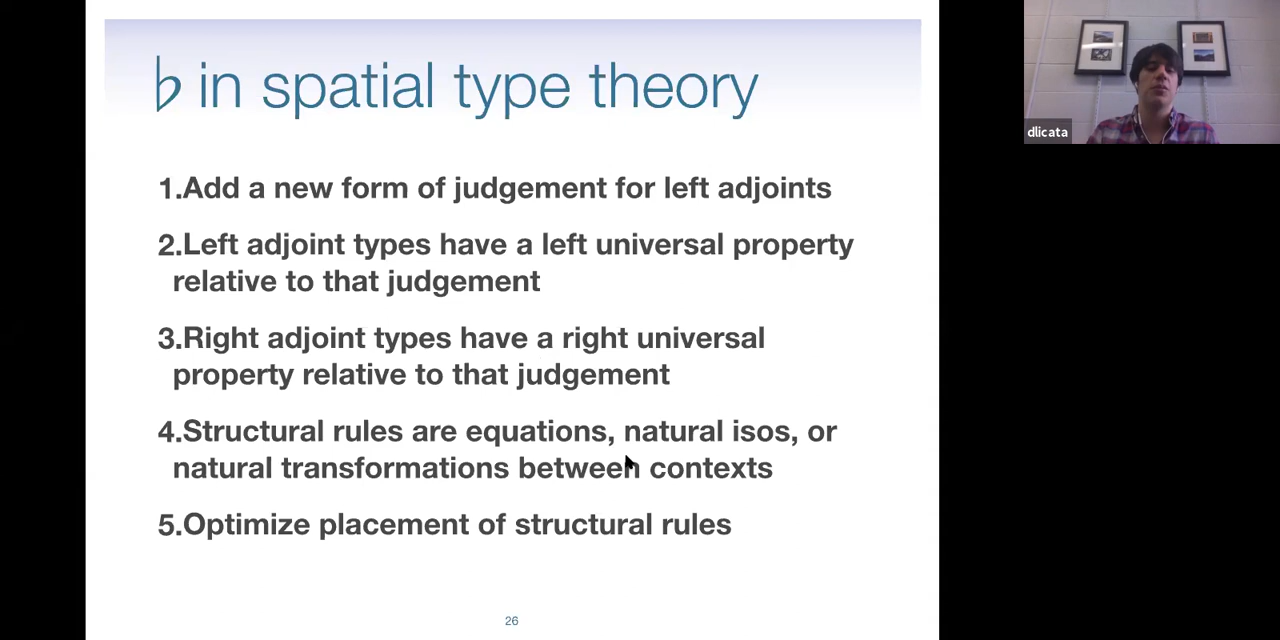 ♭ in spatial type theory
1.Add a new form of judgement for left adjoints
2.Left adjoint types have a left universal property
relative to that judgement
3.Right adjoint types have a right universal
property relative to that judgement
4.Structural rules are equations, natural isos, or
natural transformations between contexts
5.Optimize placement of structural rules
26
dlicata